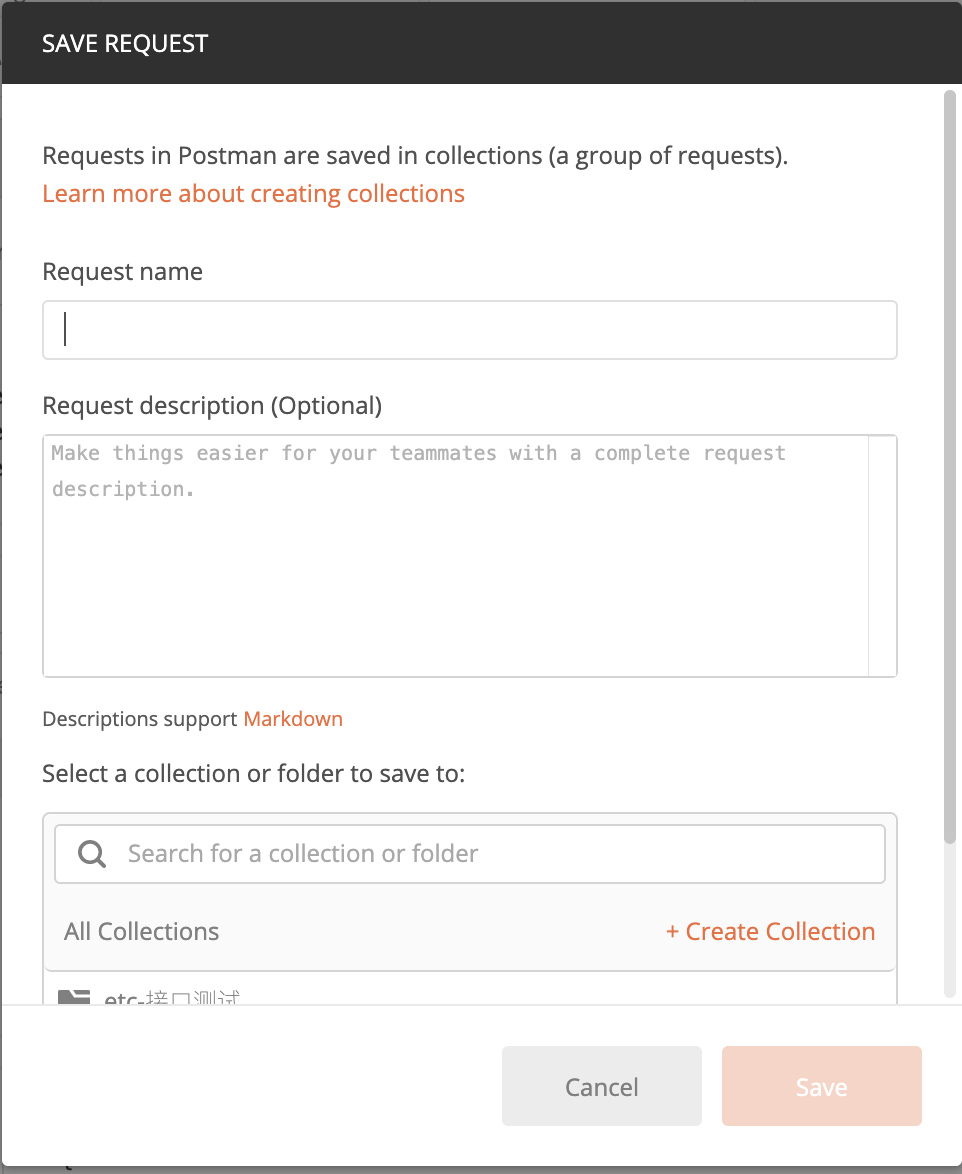 SAVE REQUEST
Requests in Postman are saved in collections (a group of requests).
Learn more about creating collections
Request name
Request description (Optional)
Make things easier for your teammates with a complete request
description.
Descriptions support Markdown
Select a collection or folder to save to:
Search for a collection or folder
All Collections
+ Create Collection
etc-接口测试
Cancel
Save